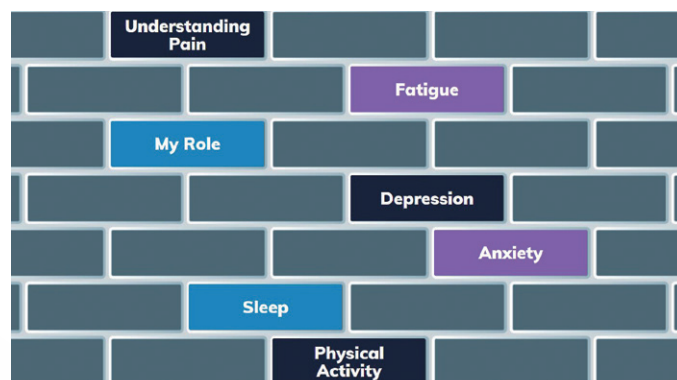 Understanding
Pain
Fatigue
My Role
Depression
Anxiety
Sleep
Physical
Activity